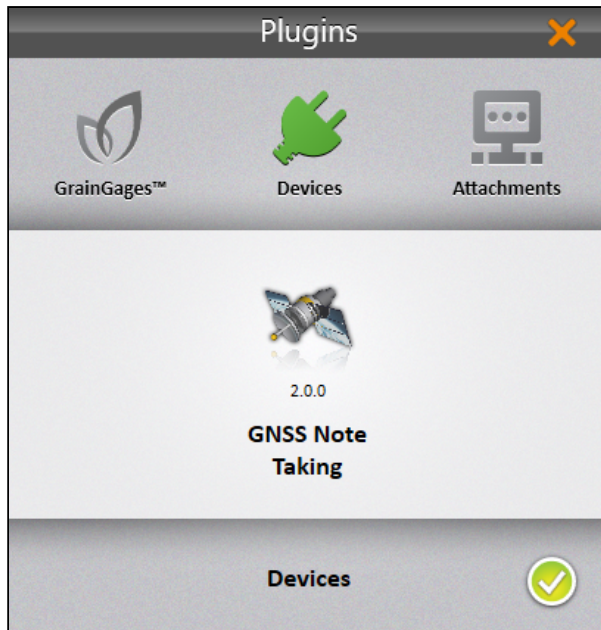 Plugins
GrainGages™
Devices
Attachments
2.0.0
GNSS Note
Taking
Devices